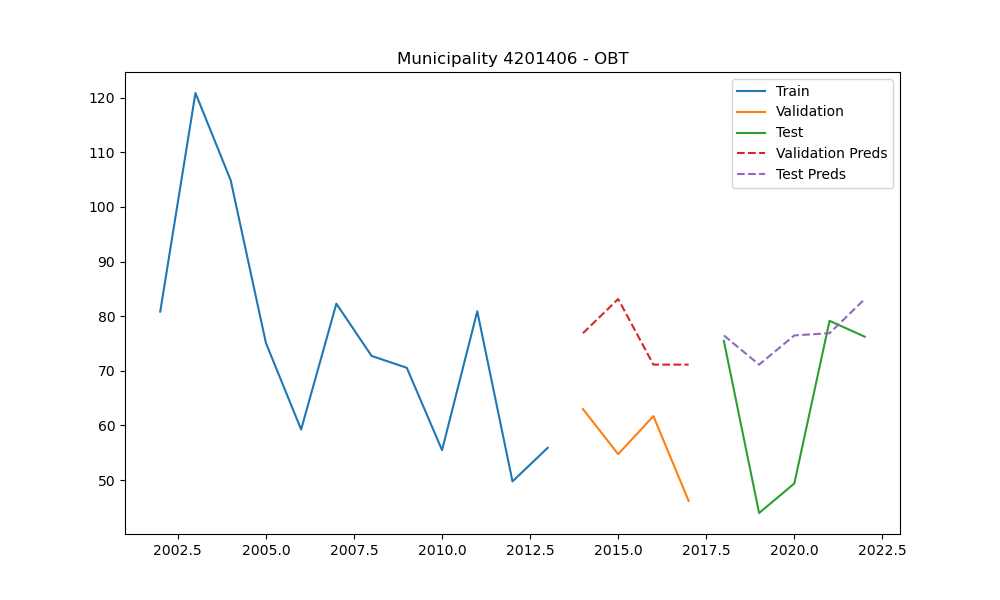 Municipality 4201406 - OBT
Train
Validation
Test
Validation Preds
Test Preds
120
110
100
90
80
70
60
50
2002.5 2005.0 2007.5 2010.0 2012.5 2015.0 2017.5 2020.0 2022.5